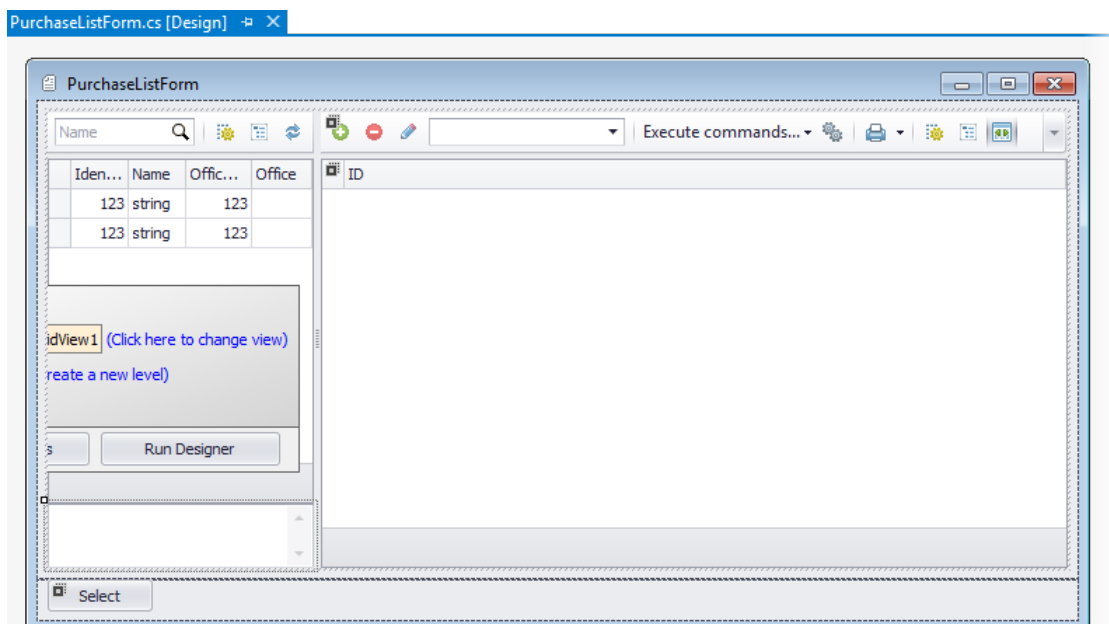 PurchaseListForm.cs [Design]
PurchaseListForm
Name
Execute commands...
Iden... Name Offic... Office
ID
123 string 123
123 string 123
idView1 (Click here to change view)
reate a new level)
s
Run Designer
Select